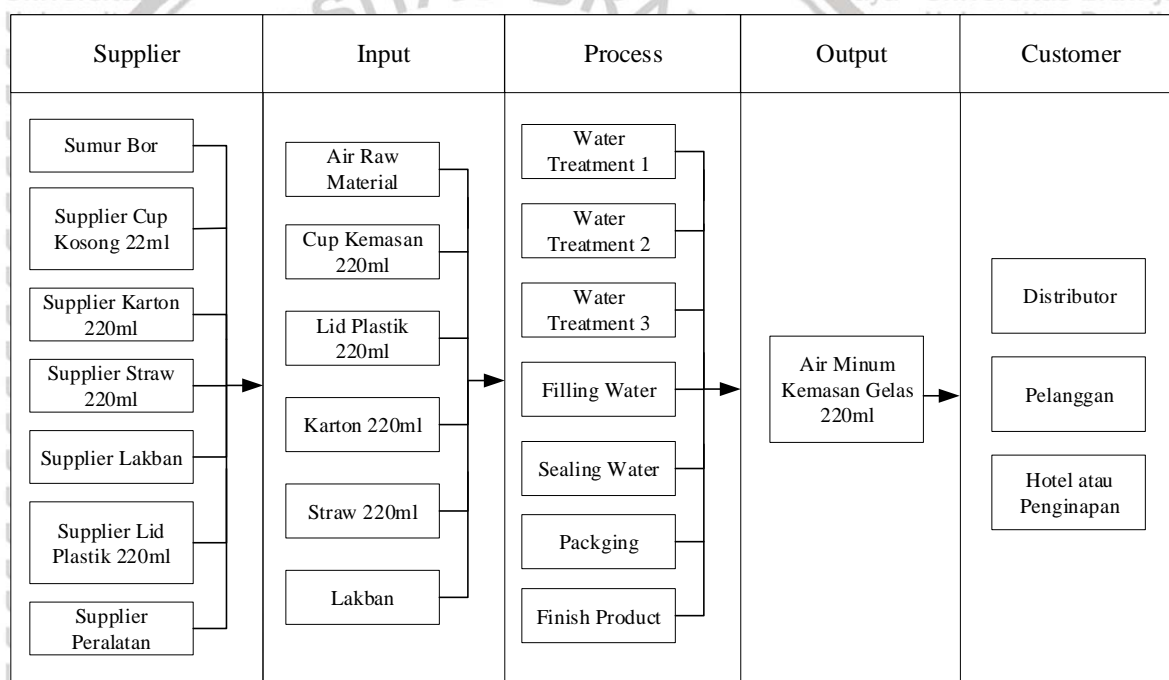 Supplier
Input
Process
Output
Customer
Sumur Bor
Supplier Cup
Kosong 22ml
Supplier Karton
220ml
Supplier Straw
220ml
Supplier Lakban
Supplier Lid
Plastik 220ml
Supplier
Peralatan
Air Raw
Material
Cup Kemasan
220ml
Lid Plastik
220ml
Karton 220ml
Straw 220ml
Lakban
Water
Treatment 1
Water
Treatment 2
Water
Treatment 3
Filling Water
Sealing Water
Packging
Finish Product
Air Minum
Kemasan Gelas
220ml
Distributor
Pelanggan
Hotel atau
Penginapan